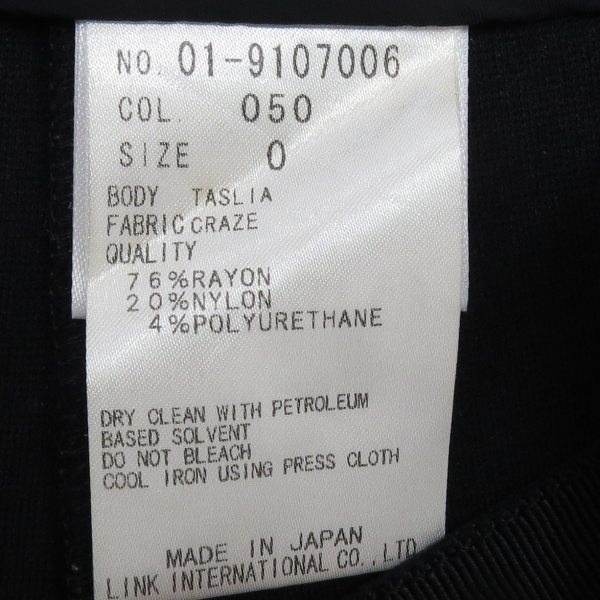 NO. 01-9107006
COL. 050
SIZE 0
BODY TASLIA
FABRIC CRAZE
QUALITY
76%RAYON
20%NYLON
4%POLYURETHANE
DRY CLEAN WITH PETROLEUM
BASED SOLVENT
DO NOT BLEACH
COOL IRON USING PRESS CLOTH
MADE IN JAPAN
LINK INTERNATIONAL CO.,LTD